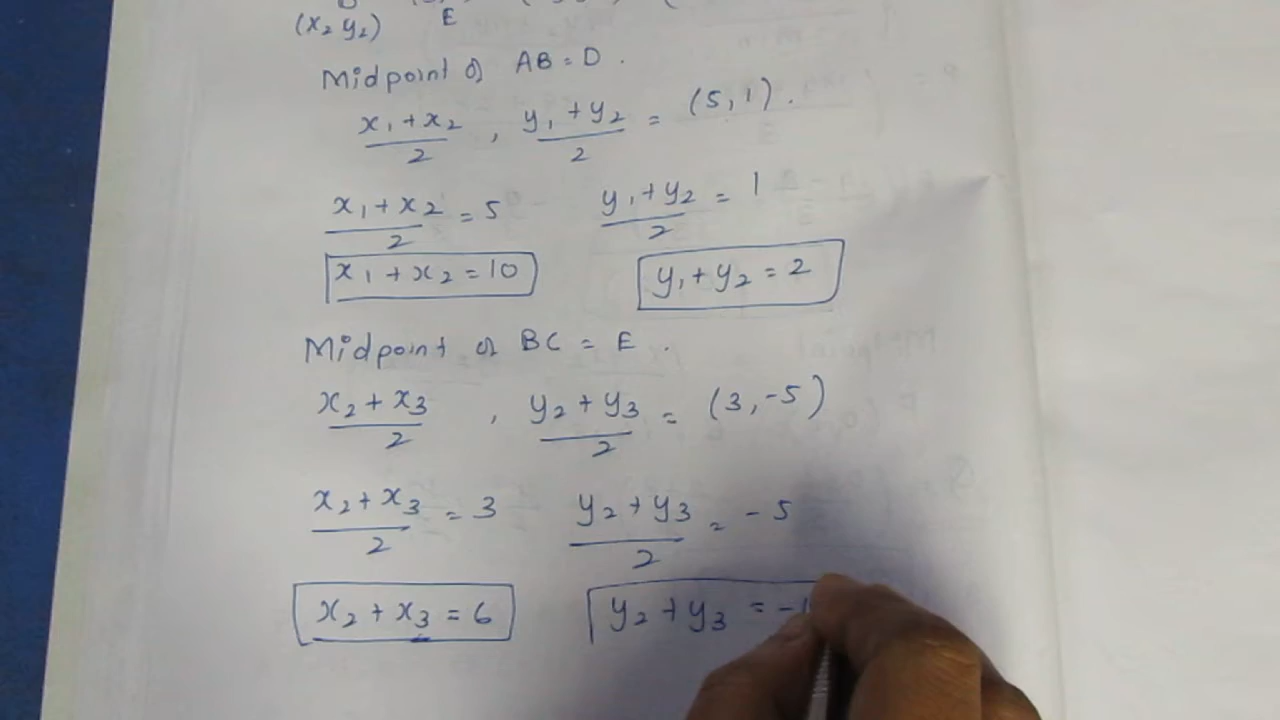 (x₂ y₂) E
Midpoint of AB = D.
x₁ + x₂ / 2 , y₁ + y₂ / 2 = (5, 1).
x₁ + x₂ / 2 = 5 y₁ + y₂ / 2 = 1
x₁ + x₂ = 10 y₁ + y₂ = 2
Midpoint of BC = E.
x₂ + x₃ / 2 , y₂ + y₃ / 2 = (3, -5)
x₂ + x₃ / 2 = 3 y₂ + y₃ / 2 = -5
x₂ + x₃ = 6 y₂ + y₃ =